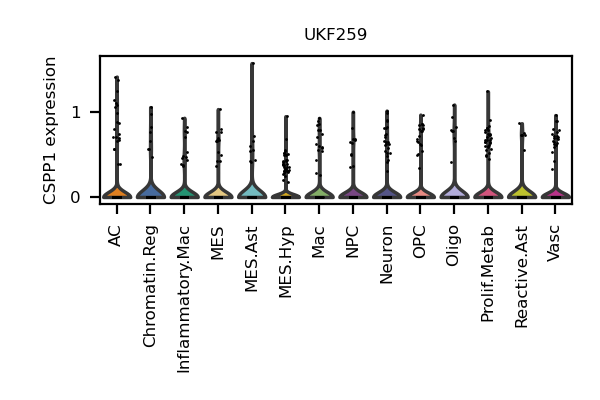 UKF259
CSPP1 expression
1
0
AC
Chromatin.Reg
Inflammatory.Mac
MES
MES.Ast
MES.Hyp
Mac
NPC
Neuron
OPC
Oligo
Prolif.Metab
Reactive.Ast
Vasc